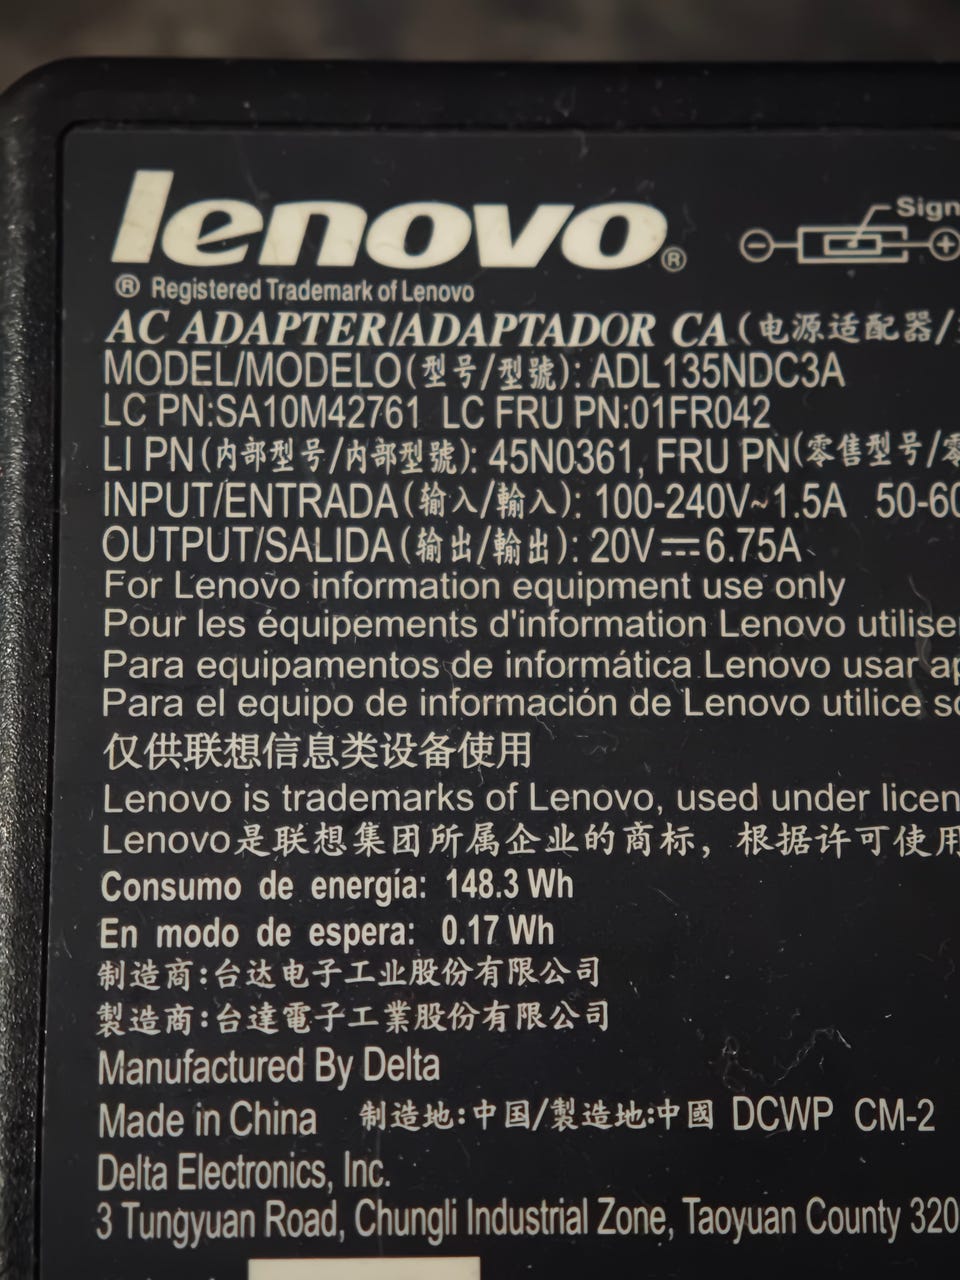 lenovo®
Sign
® Registered Trademark of Lenovo
AC ADAPTER/ADAPTADOR CA(电源适配器/
MODEL/MODELO(型号/型號): ADL135NDC3A
LC PN:SA10M42761 LC FRU PN:01FR042
LI PN(内部型号/内部型號): 45N0361, FRU PN(零售型号/
INPUT/ENTRADA(输入/輸入): 100-240V~1.5A 50-60
OUTPUT/SALIDA(输出/輸出): 20V⎓6.75A
For Lenovo information equipment use only
Pour les équipements d'information Lenovo utiliser
Para equipamentos de informática Lenovo usar ap
Para el equipo de información de Lenovo utilice so
仅供联想信息类设备使用
Lenovo is trademarks of Lenovo, used under licen
Lenovo是联想集团所属企业的商标，根据许可使用
Consumo de energía: 148.3 Wh
En modo de espera: 0.17 Wh
制造商:台达电子工业股份有限公司
製造商:台達電子工業股份有限公司
Manufactured By Delta
Made in China 制造地:中国/製造地:中國 DCWP CM-2
Delta Electronics, Inc.
3 Tungyuan Road, Chungli Industrial Zone, Taoyuan County 320